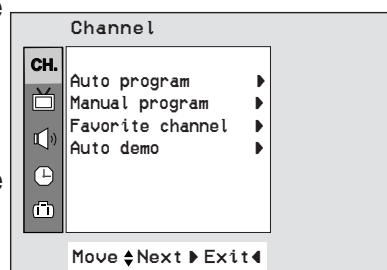 Channel
CH.
Auto program
Manual program
Favorite channel
Auto demo
Move Next Exit